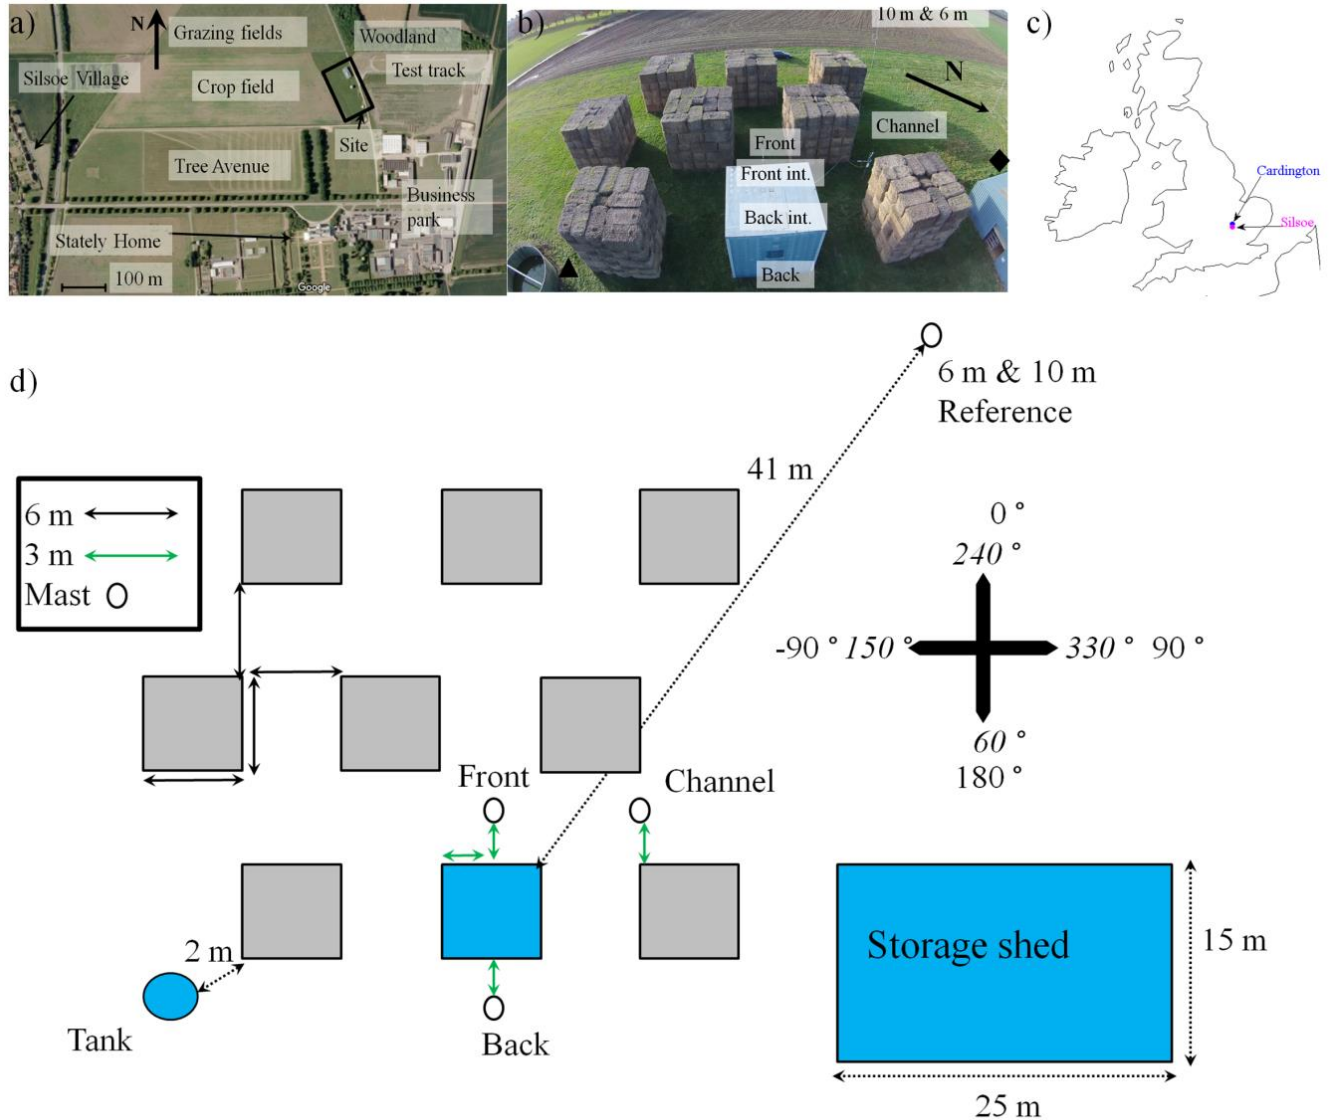 a)
N
Grazing fields
Woodland
Silsoe Village
Test track
Crop field
Site
Tree Avenue
Business
park
Stately Home
100 m
Google
b)
10 m & 6 m
N
Channel
Front
Front int.
Back int.
Back
c)
Cardington
Silsoe
d)
6 m & 10 m
Reference
41 m
6 m
3 m
Mast
0 °
240 °
-90 ° 150 °
330 ° 90 °
60 °
180 °
Front
Channel
2 m
Storage shed
15 m
Tank
Back
25 m